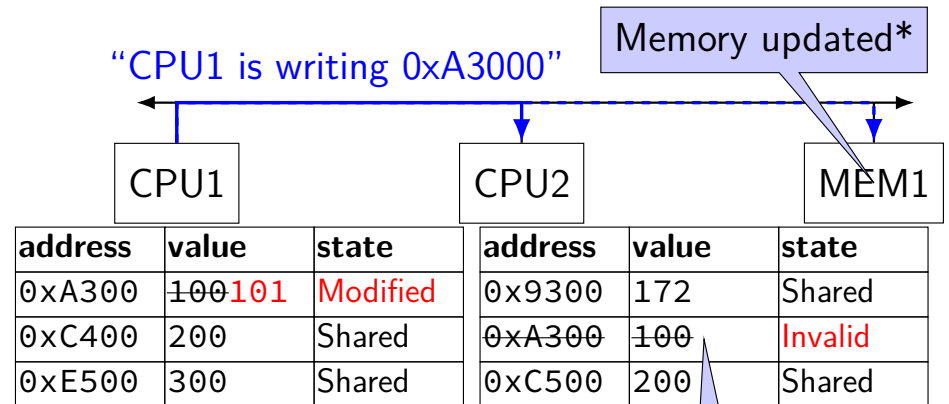 Memory updated*
“CPU1 is writing 0xA3000”
CPU1 CPU2 MEM1
address value state address value state
0xA300 100101 Modified 0x9300 172 Shared
0xC400 200 Shared 0xA300 100 Invalid
0xE500 300 Shared 0xC500 200 Shared